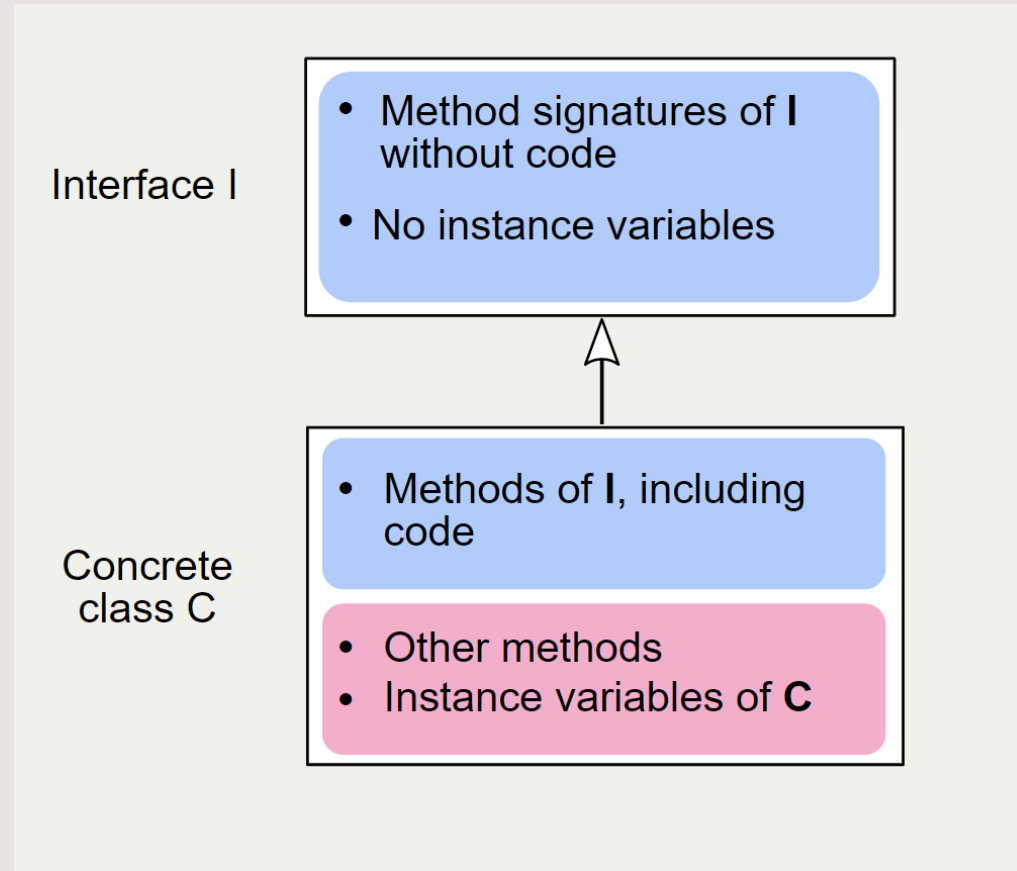 Interface I
• Method signatures of I
without code
• No instance variables
Concrete
class C
• Methods of I, including
code
• Other methods
• Instance variables of C